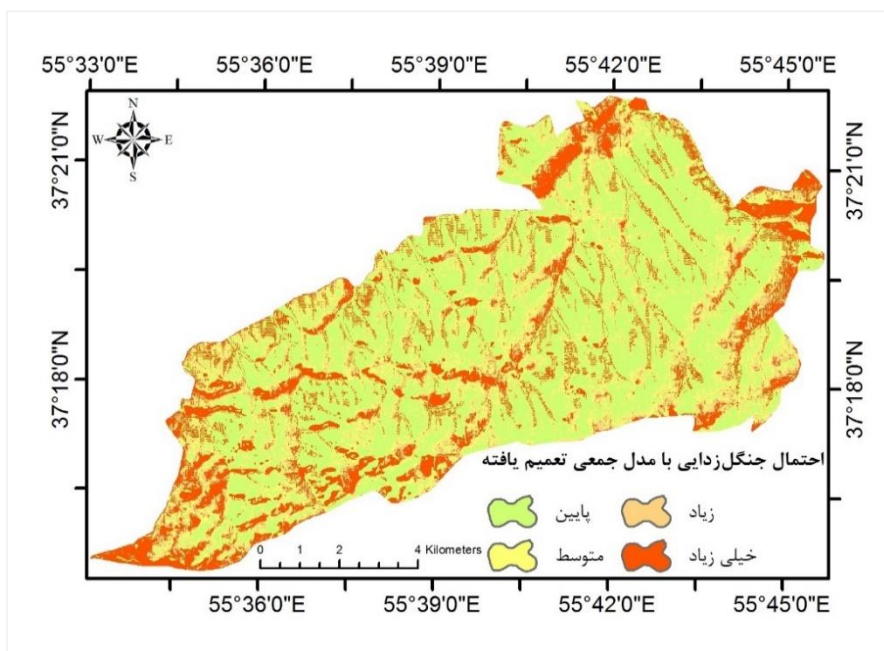 55°33'0"E 55°36'0"E 55°39'0"E 55°42'0"E 55°45'0"E
N
W E
S
37°21'0"N
37°21'0"N
37°18'0"N
37°18'0"N
احتمال جنگل‌زدایی با مدل جمعی تعمیم یافته
پایین زیاد
متوسط خیلی زیاد
0 1 2 4 Kilometers
55°36'0"E 55°39'0"E 55°42'0"E 55°45'0"E